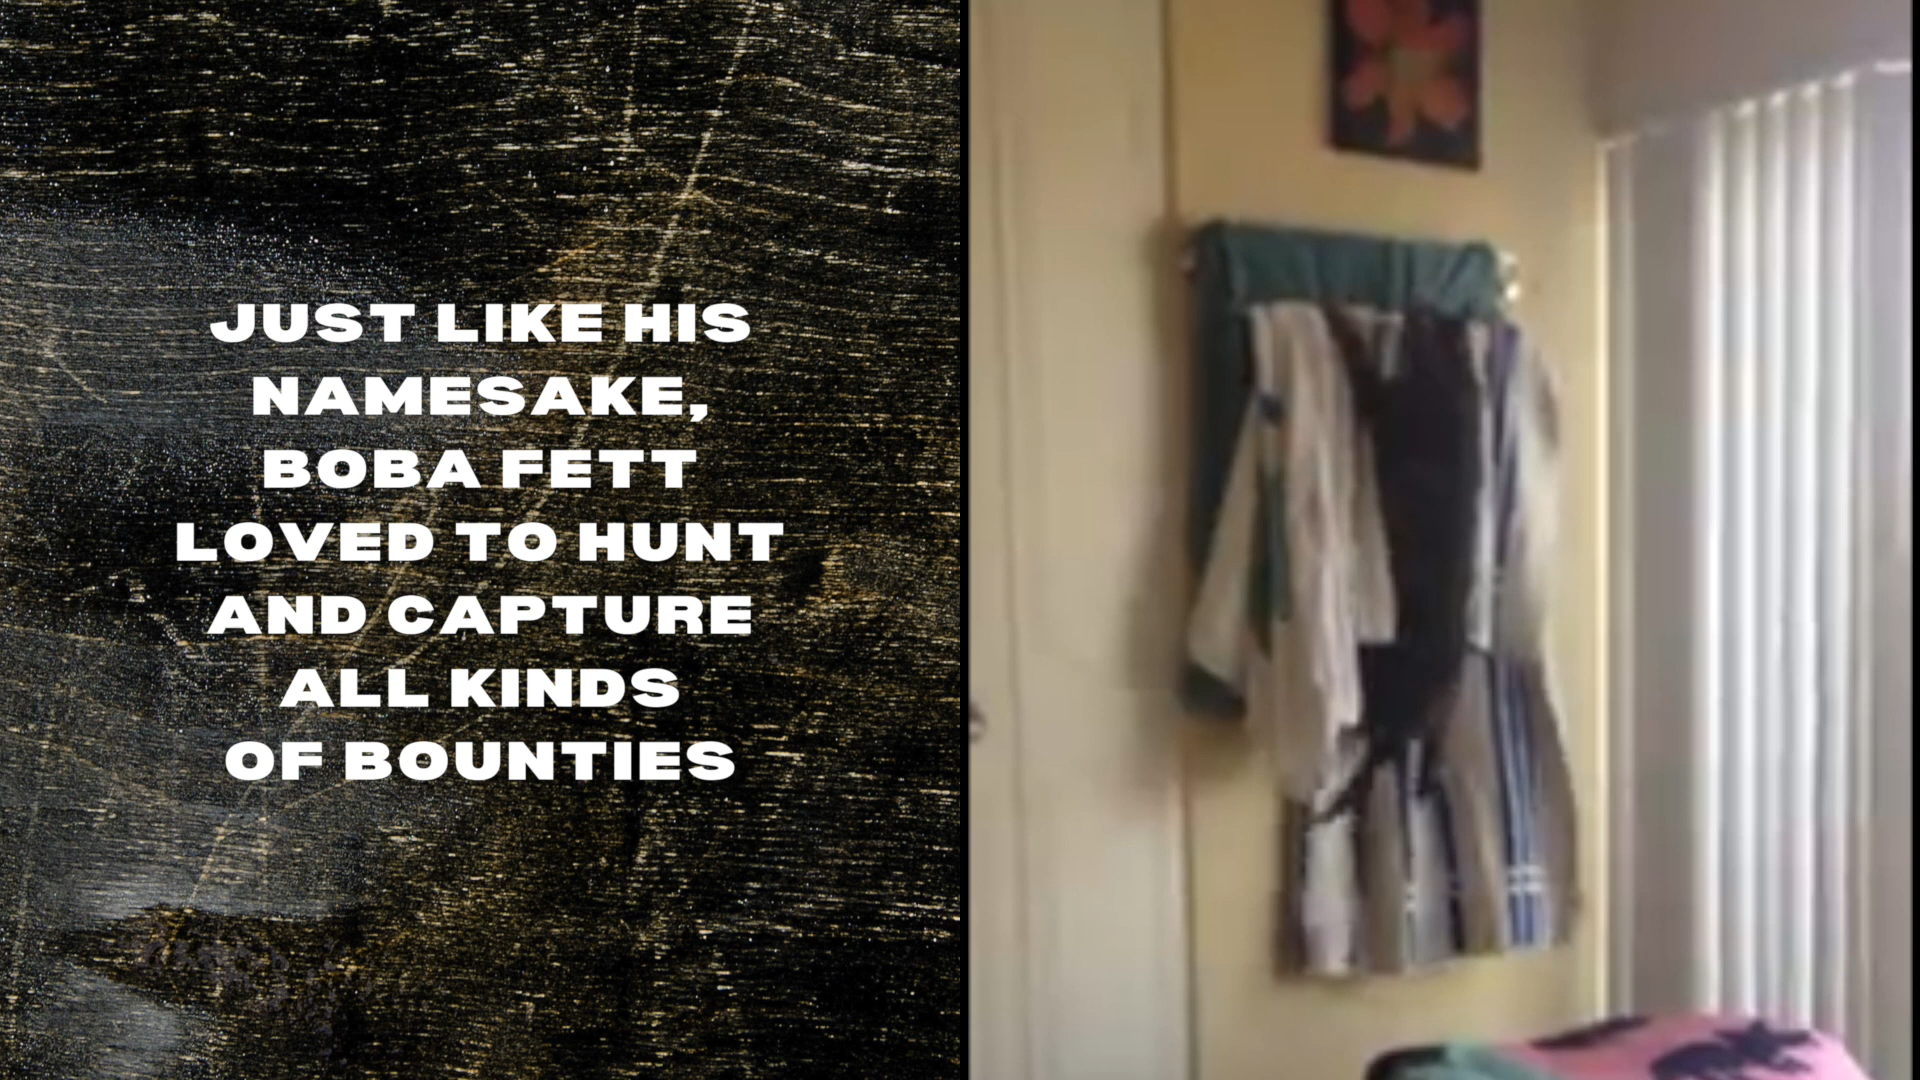 JUST LIKE HIS
NAMESAKE,
BOBA FETT
LOVED TO HUNT
AND CAPTURE
ALL KINDS
OF BOUNTIES